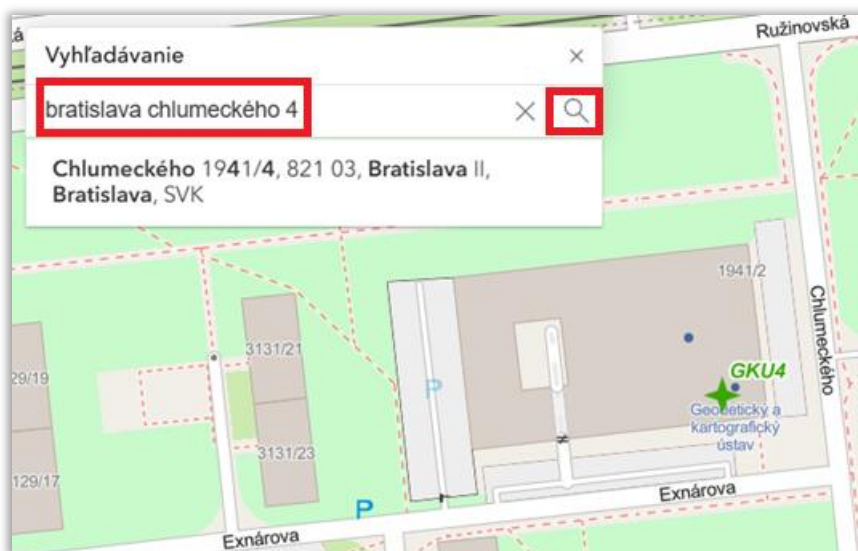 á
Ružinovská
Vyhľadávanie
bratislava chlumeckého 4
Chlumeckého 1941/4, 821 03, Bratislava II,
Bratislava, SVK
1941/2
Chlumeckého
3131/21
29/19
P
GKU4
Geodetický a
kartografický
ústav
3131/23
129/17
P
Exnárova
Exnárova